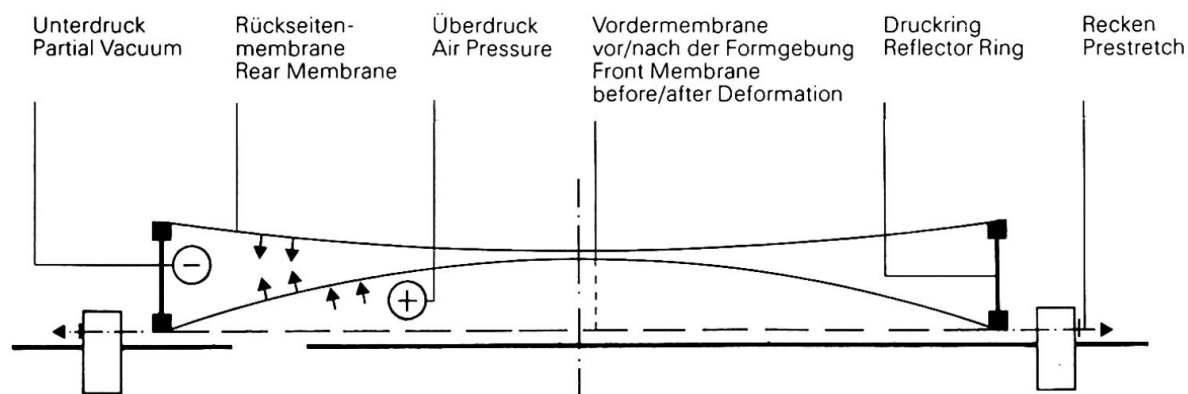 Unterdruck
Partial Vacuum
Rückseiten-
membrane
Rear Membrane
Überdruck
Air Pressure
Vordermembrane
vor/nach der Formgebung
Front Membrane
before/after Deformation
Druckring
Reflector Ring
Recken
Prestretch